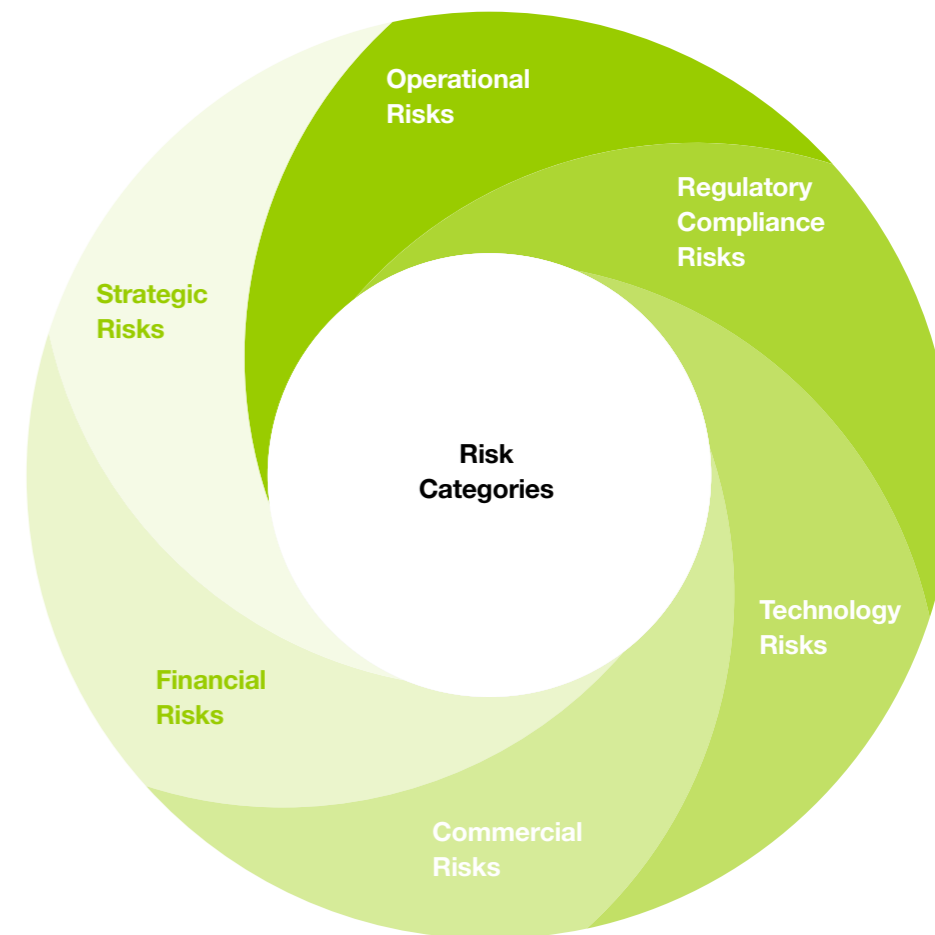 Operational
Risks
Regulatory
Compliance
Risks
Strategic
Risks
Risk
Categories
Technology
Risks
Financial
Risks
Commercial
Risks